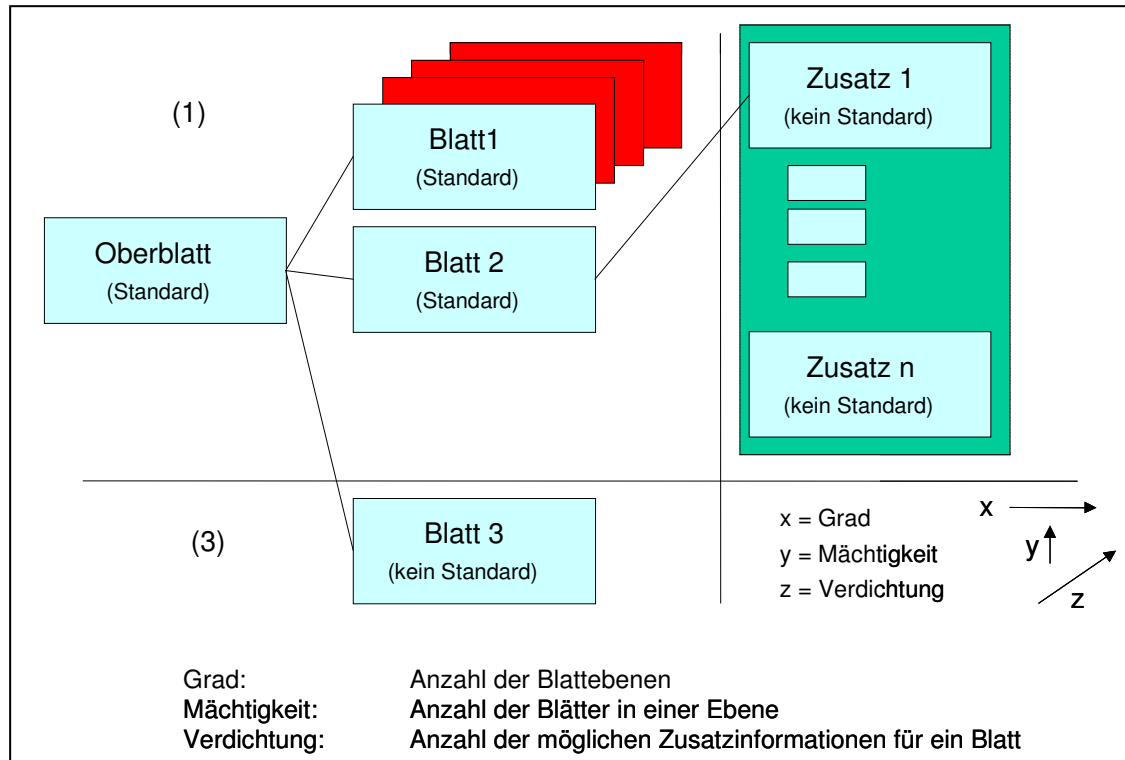 (1)
Oberblatt
(Standard)
Blatt1
(Standard)
Blatt 2
(Standard)
Zusatz 1
(kein Standard)
Zusatz n
(kein Standard)
(3)
Blatt 3
(kein Standard)
x = Grad
y = Mächtigkeit
z = Verdichtung
x
y
z
Grad: Anzahl der Blattebenen
Mächtigkeit: Anzahl der Blätter in einer Ebene
Verdichtung: Anzahl der möglichen Zusatzinformationen für ein Blatt